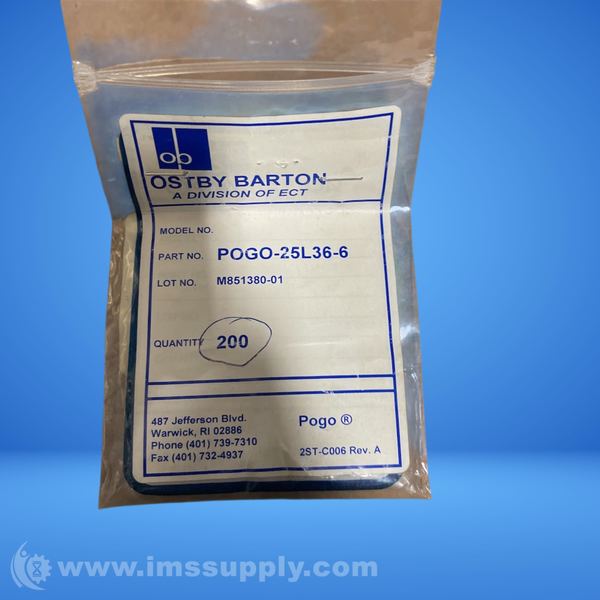 ob
OSTBY BARTON
A DIVISION OF ECT
MODEL NO.
PART NO. POGO-25L36-6
LOT NO. M851380-01
QUANTITY 200
487 Jefferson Blvd.
Warwick, RI 02886
Phone (401) 739-7310
Fax (401) 732-4937
Pogo ®
2ST-C006 Rev. A
www.imssupply.com